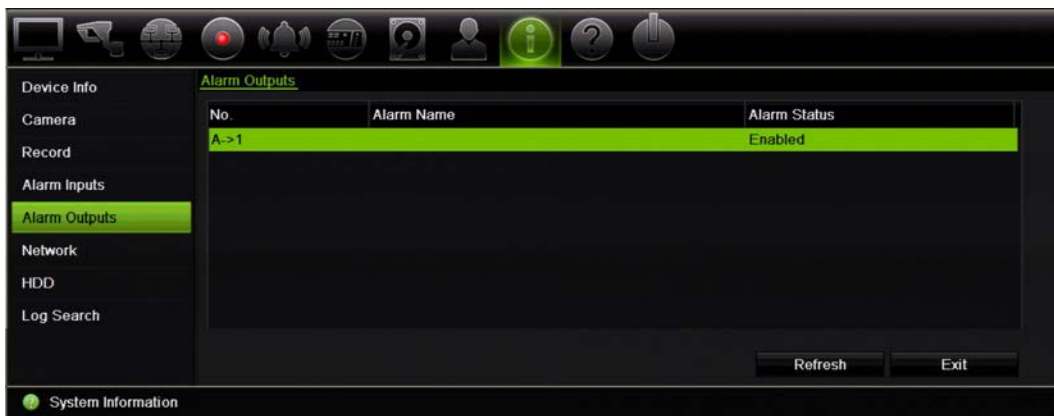 Device Info
Camera
Record
Alarm Inputs
Alarm Outputs
Network
HDD
Log Search
Alarm Outputs
No. Alarm Name Alarm Status
A->1 Enabled
Refresh Exit
System Information